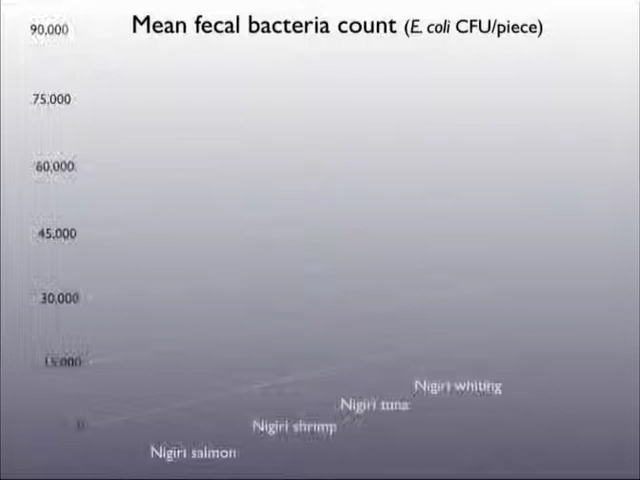 Mean fecal bacteria count (E. coli CFU/piece)
90,000
75,000
60,000
45,000
30,000
15,000
0
Nigiri whiting
Nigiri tuna
Nigiri shrimp
Nigiri salmon